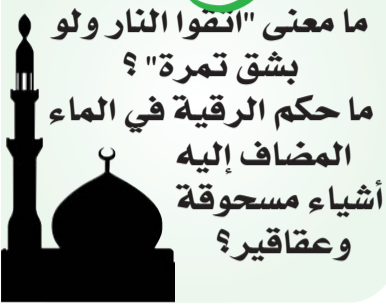 ما معنى "اتقوا النار ولو
بشق تمرة" ؟
ما حكم الرقية في الماء
المضاف إليه
أشياء مسحوقة
وعقاقير؟